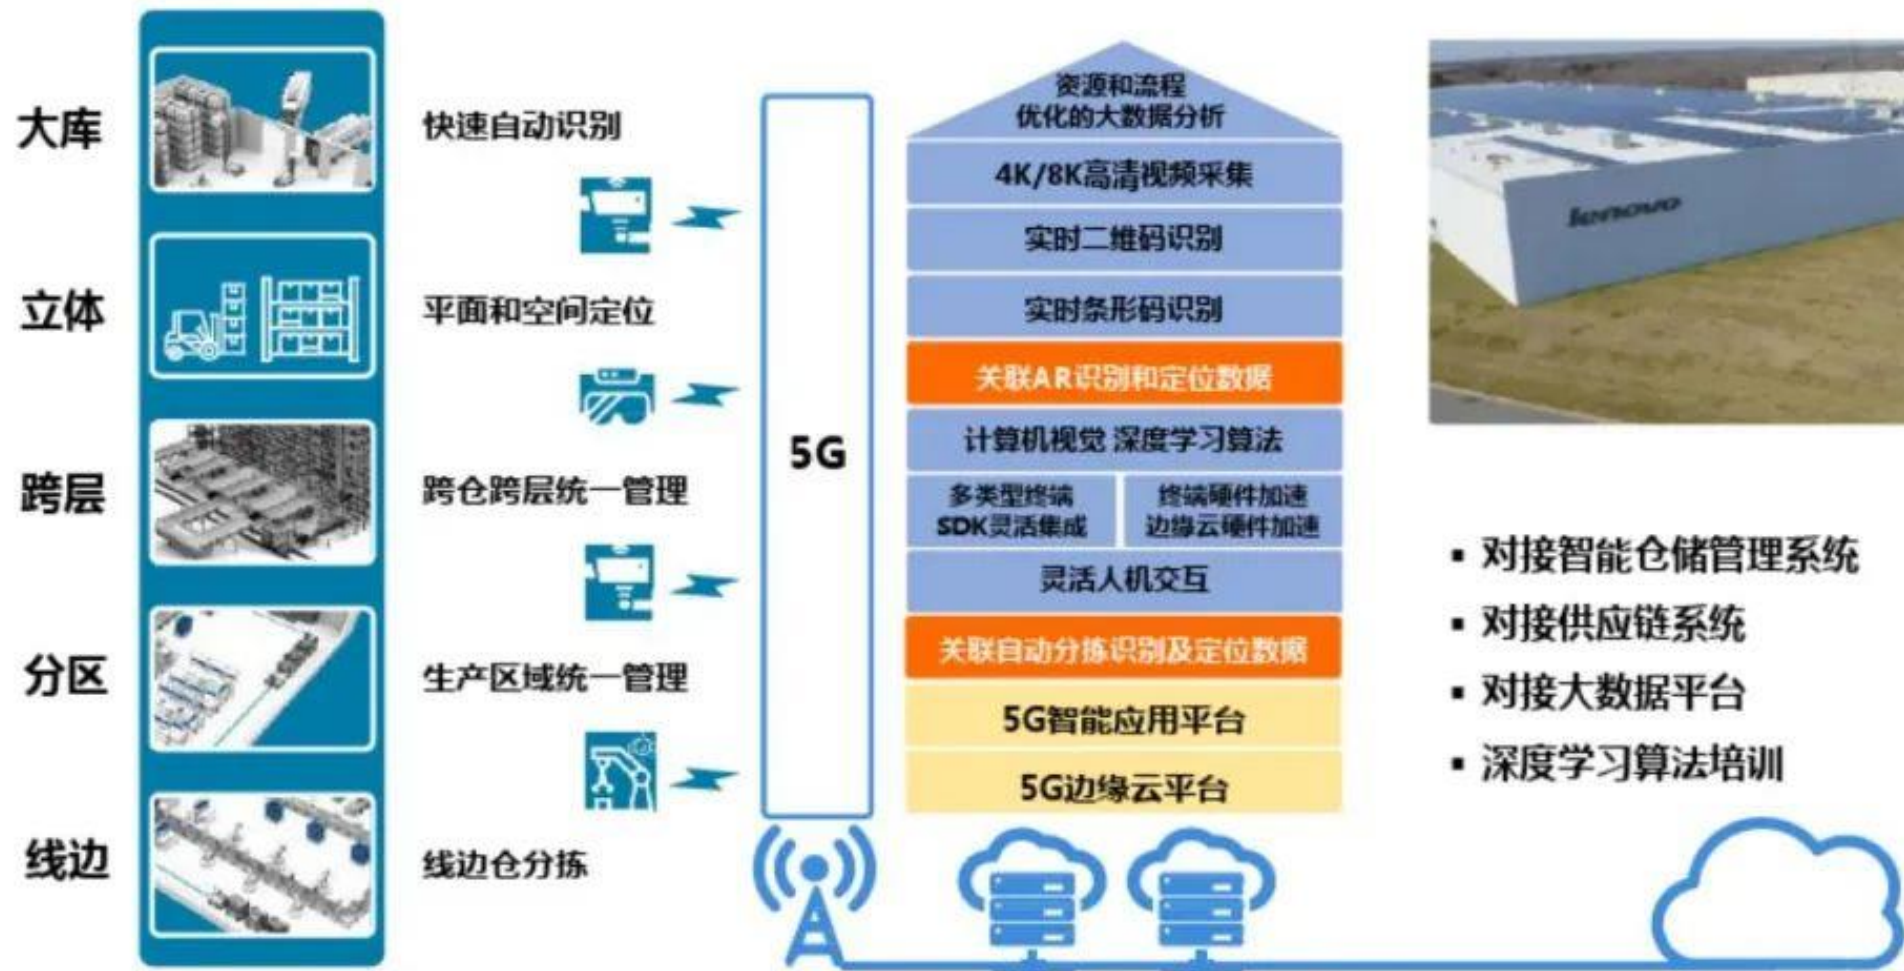 大库
快速自动识别
立体
平面和空间定位
跨层
跨仓跨层统一管理
分区
生产区域统一管理
线边
线边仓分拣
5G
资源和流程
优化的大数据分析
4K/8K高清视频采集
实时二维码识别
实时条形码识别
关联AR识别和定位数据
计算机视觉 深度学习算法
多类型终端
SDK灵活集成
终端硬件加速
边缘云硬件加速
灵活人机交互
关联自动分拣识别及定位数据
5G智能应用平台
5G边缘云平台
lenovo
▪ 对接智能仓储管理系统
▪ 对接供应链系统
▪ 对接大数据平台
▪ 深度学习算法培训